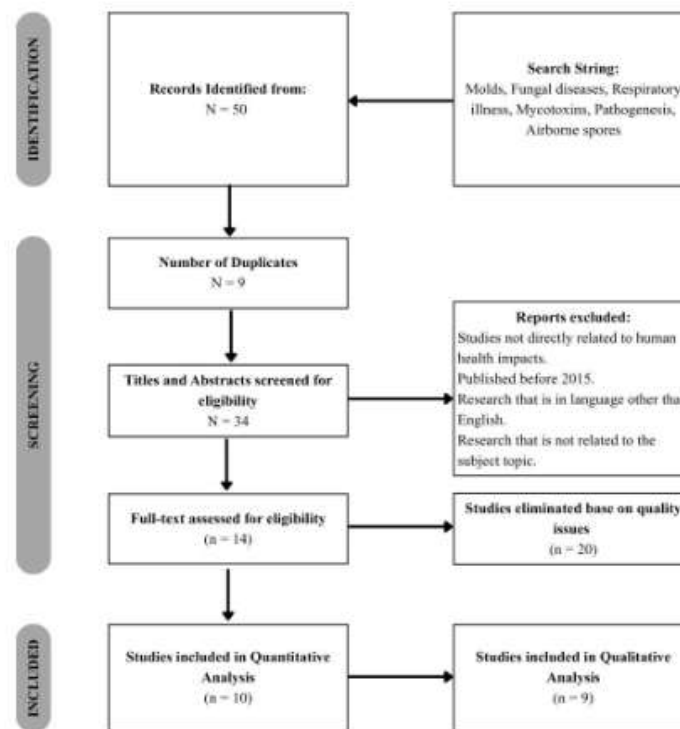 IDENTIFICATION
Records Identified from:
N = 50
Search String:
Molds, Fungal diseases, Respiratory
illness, Mycotoxins, Pathogenesis,
Airborne spores
SCREENING
Number of Duplicates
N = 9
Titles and Abstracts screened for
eligibility
N = 34
Reports excluded:
Studies not directly related to human
health impacts.
Published before 2015.
Research that is in language other tha
English.
Research that is not related to the
subject topic.
Full-text assessed for eligibility
(n = 14)
Studies eliminated base on quality
issues
(n = 20)
INCLUDED
Studies included in Quantitative
Analysis
(n = 10)
Studies included in Qualitative
Analysis
(n = 9)